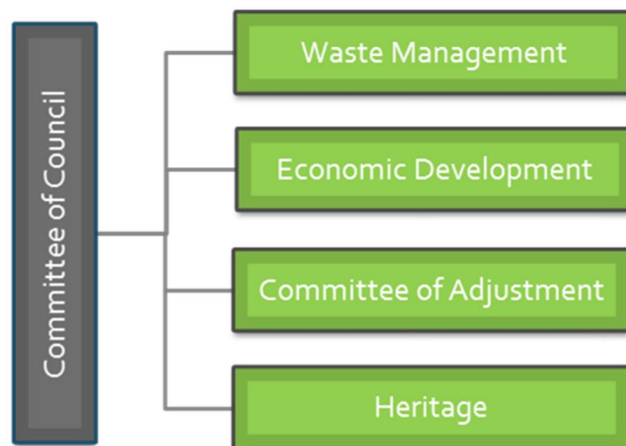 Committee of Council
Waste Management
Economic Development
Committee of Adjustment
Heritage